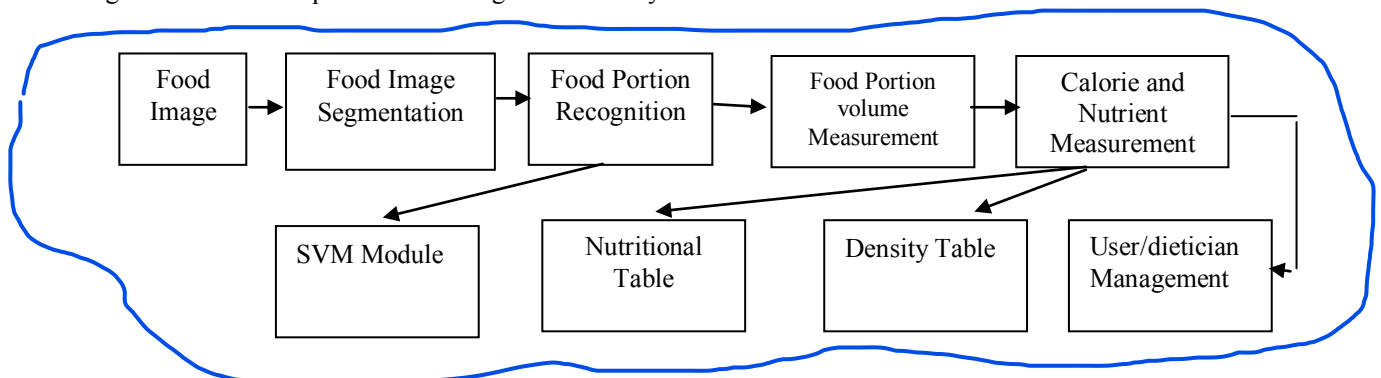 Food
Image
Food Image
Segmentation
Food Portion
Recognition
Food Portion
volume
Measurement
Calorie and
Nutrient
Measurement
SVM Module
Nutritional
Table
Density Table
User/dietician
Management